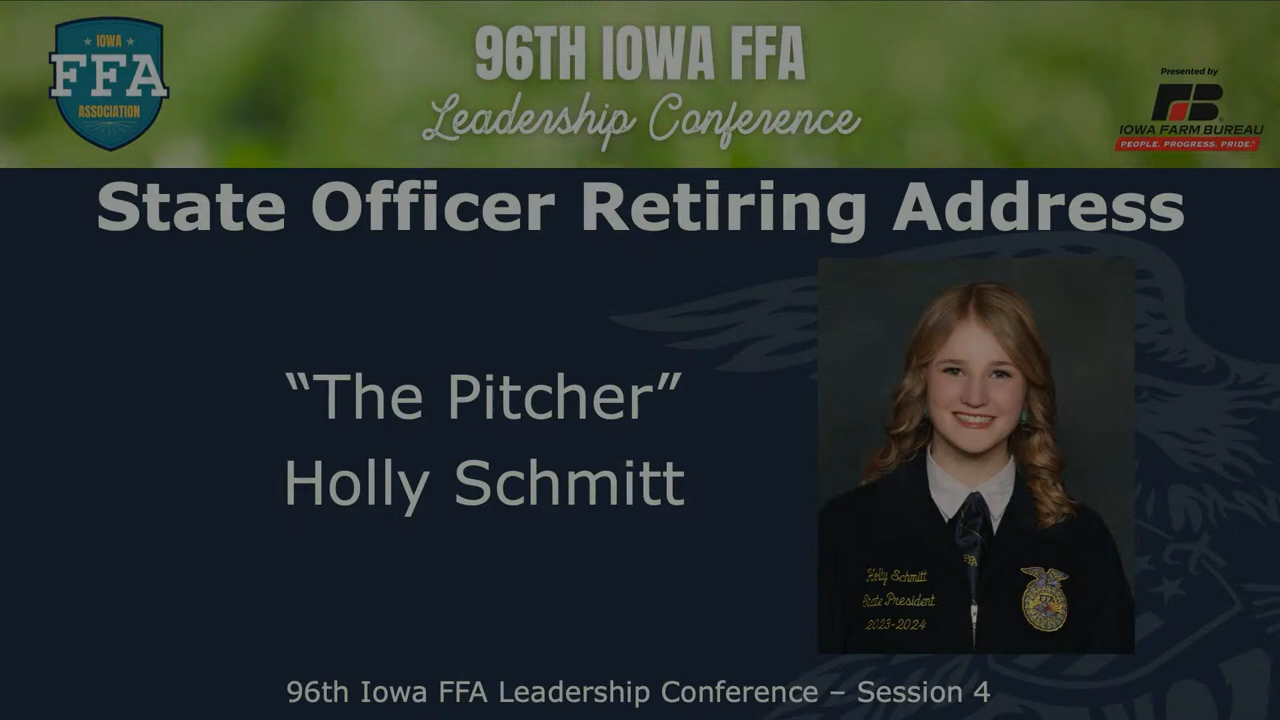 IOWA
FFA
ASSOCIATION
96TH IOWA FFA
Leadership Conference
Presented by
FB
IOWA FARM BUREAU
PEOPLE. PROGRESS. PRIDE.
State Officer Retiring Address
“The Pitcher”
Holly Schmitt
Holly Schmitt
State President
2023-2024
FFA
FFA
96th Iowa FFA Leadership Conference – Session 4